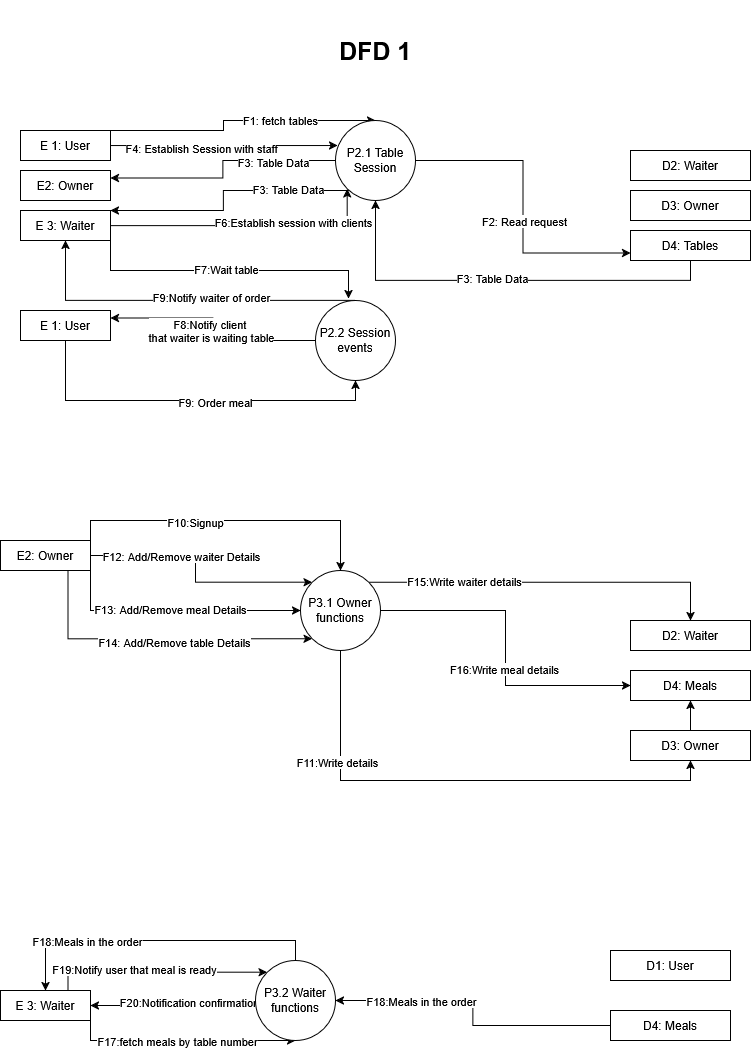 DFD 1
F1: fetch tables
E 1: User
F4: Establish Session with staff
P2.1 Table
Session
F3: Table Data
E2: Owner
F3: Table Data
E 3: Waiter
F6:Establish session with clients
F2: Read request
D2: Waiter
D3: Owner
D4: Tables
F3: Table Data
F7:Wait table
F9:Notify waiter of order
E 1: User
F8:Notify client
that waiter is waiting table
P2.2 Session
events
F9: Order meal
F10:Signup
E2: Owner
F12: Add/Remove waiter Details
F13: Add/Remove meal Details
F14: Add/Remove table Details
P3.1 Owner
functions
F15:Write waiter details
D2: Waiter
F16:Write meal details
D4: Meals
D3: Owner
F11:Write details
F18:Meals in the order
F19:Notify user that meal is ready
E 3: Waiter
F20:Notification confirmation
P3.2 Waiter
functions
F17:fetch meals by table number
F18:Meals in the order
D1: User
D4: Meals